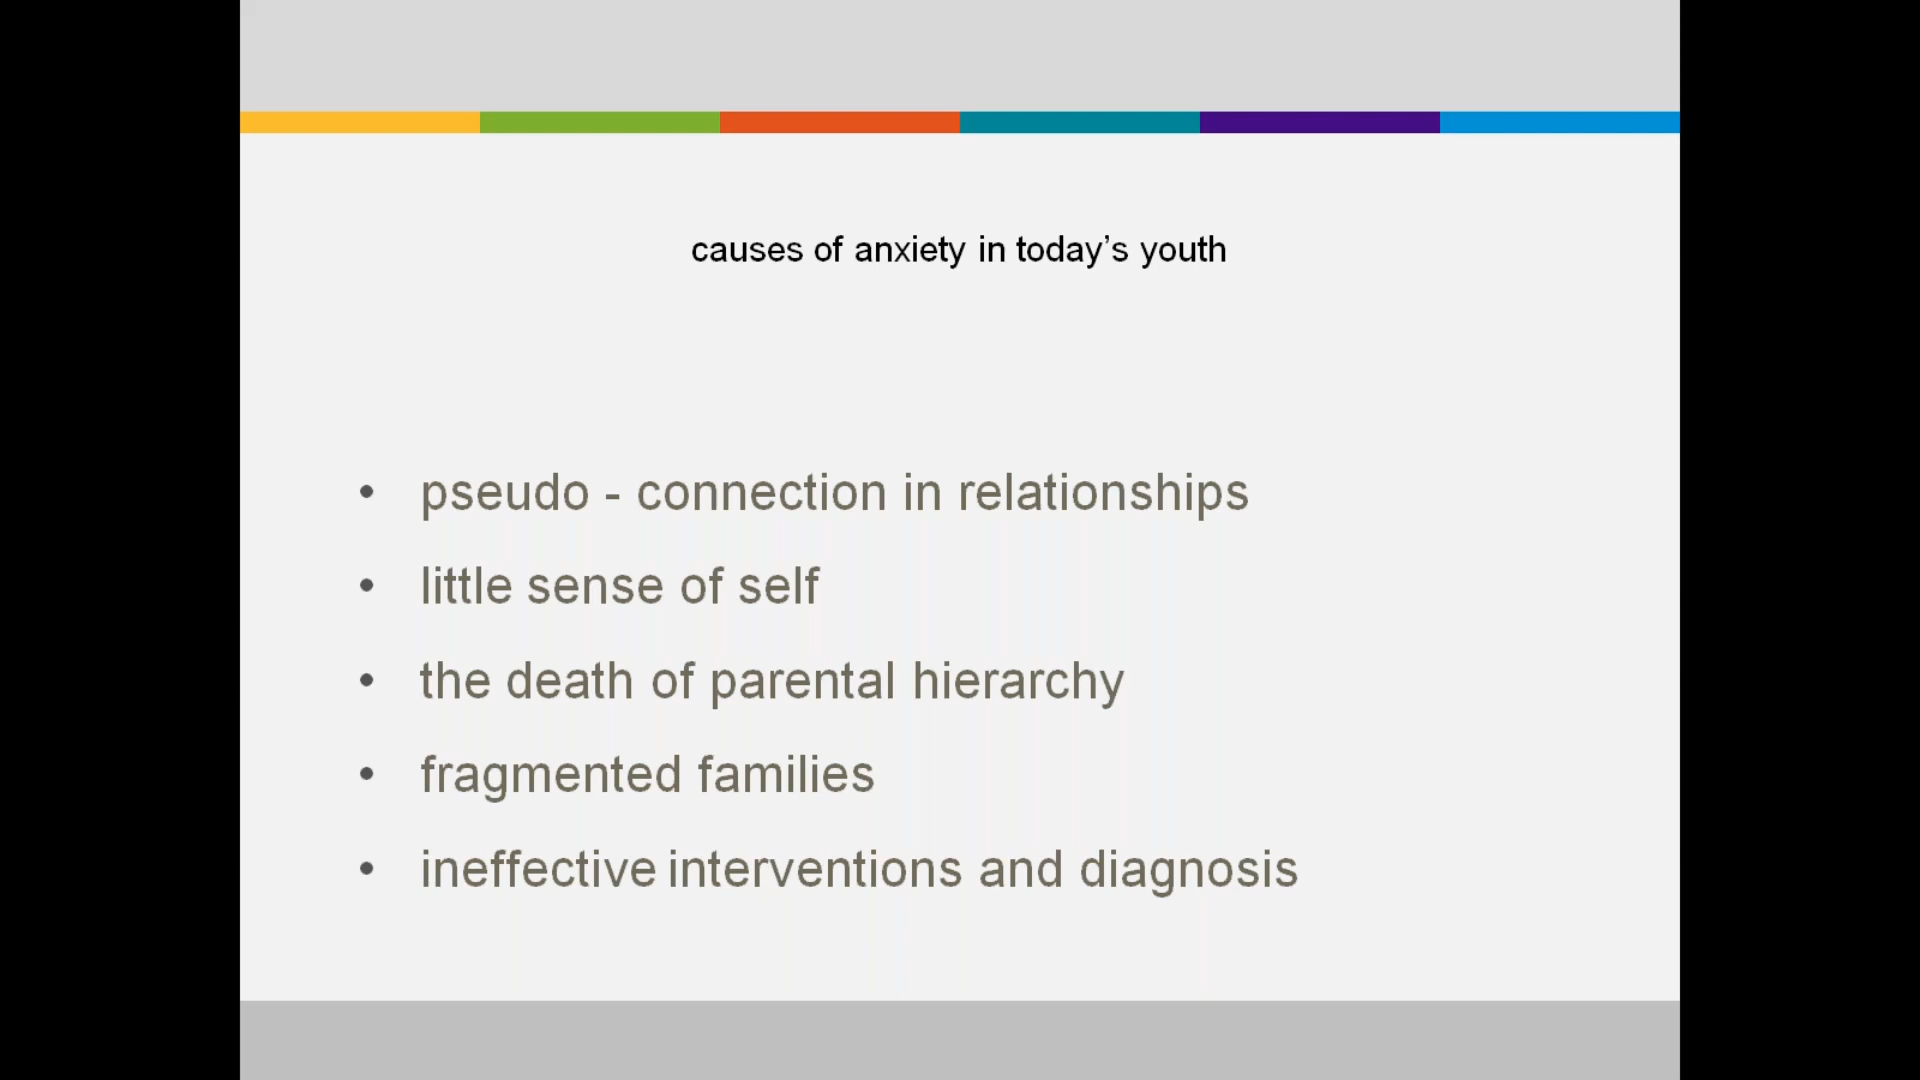 causes of anxiety in today’s youth
• pseudo - connection in relationships
• little sense of self
• the death of parental hierarchy
• fragmented families
• ineffective interventions and diagnosis